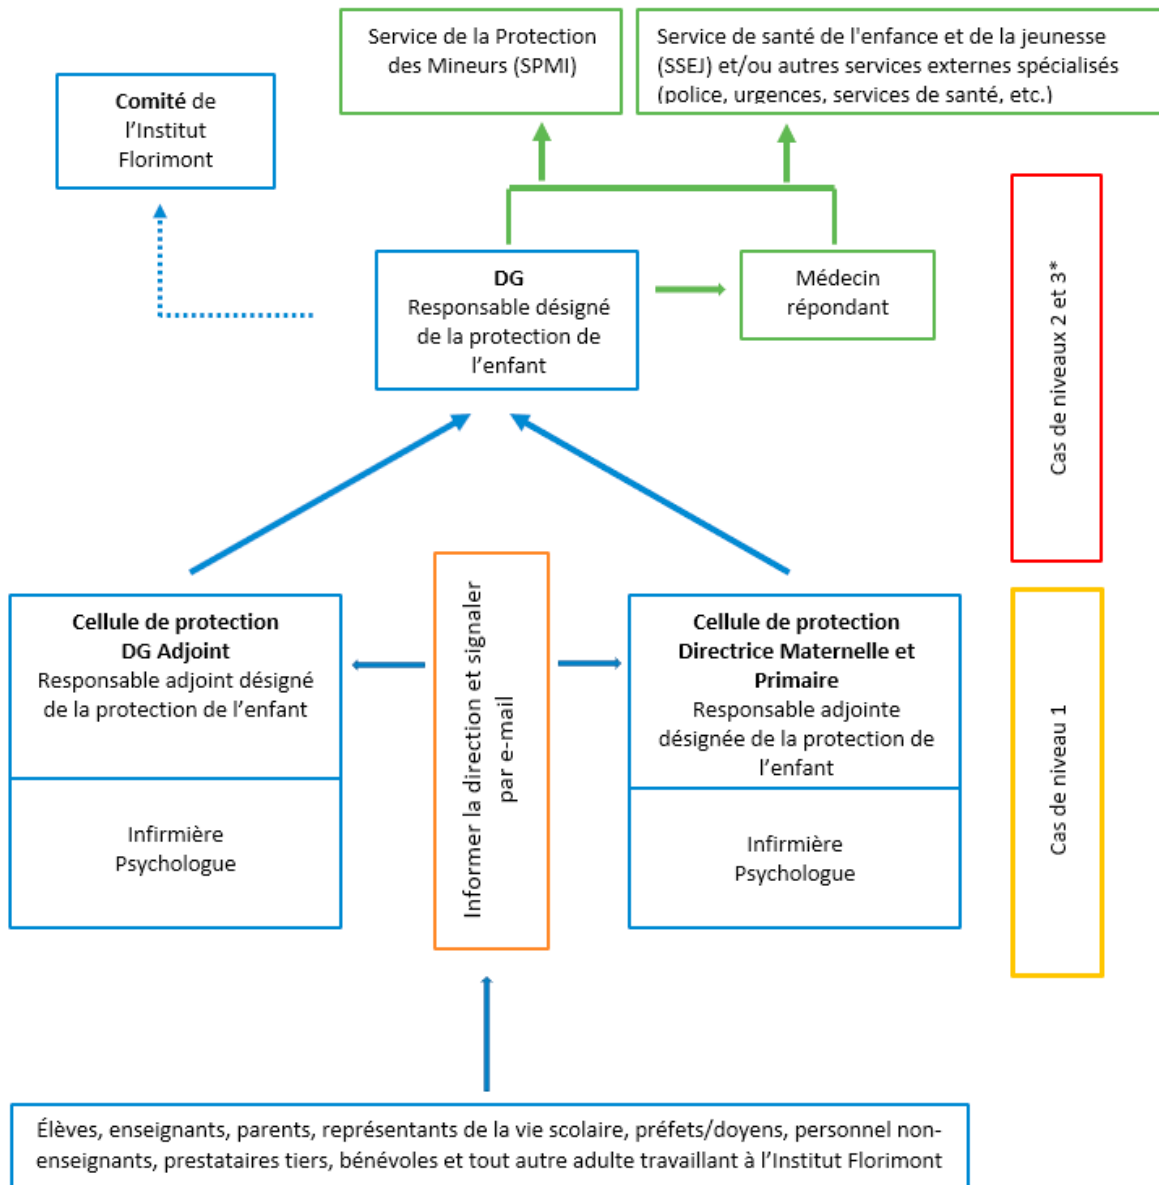 Service de la Protection
des Mineurs (SPMI)
Service de santé de l'enfance et de la jeunesse
(SSEJ) et/ou autres services externes spécialisés
(police, urgences, services de santé, etc.)
Comité de
l’Institut
Florimont
DG
Responsable désigné
de la protection de
l’enfant
Médecin
répondant
Cas de niveaux 2 et 3*
Cellule de protection
DG Adjoint
Responsable adjoint désigné
de la protection de l’enfant
Infirmière
Psychologue
Informer la direction et signaler
par e-mail
Cellule de protection
Directrice Maternelle et
Primaire
Responsable adjointe
désignée de la protection de
l’enfant
Infirmière
Psychologue
Cas de niveau 1
Élèves, enseignants, parents, représentants de la vie scolaire, préfets/doyens, personnel non-
enseignants, prestataires tiers, bénévoles et tout autre adulte travaillant à l’Institut Florimont